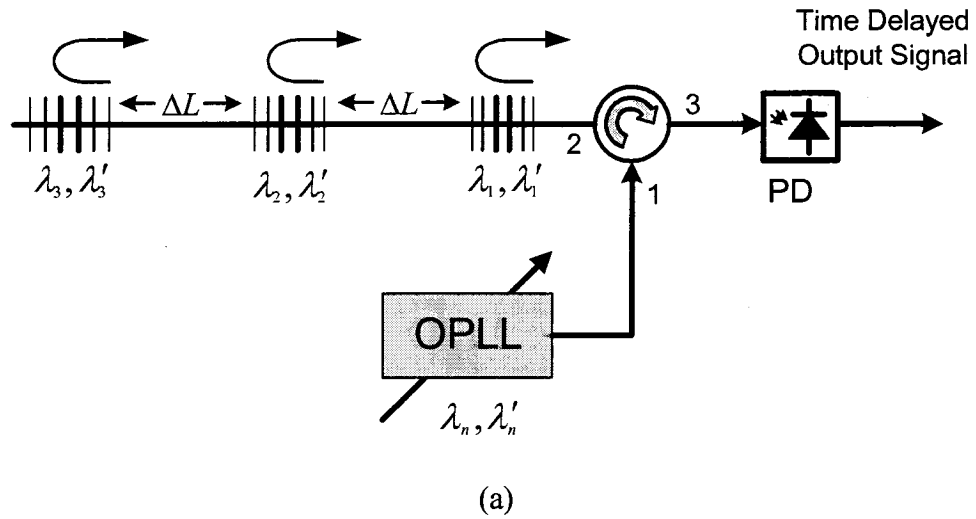 Time Delayed
Output Signal
ΔL
ΔL
3
2
λ₃, λ₃′
λ₂, λ₂′
λ₁, λ₁′
1
PD
OPLL
λₙ, λₙ′
(a)